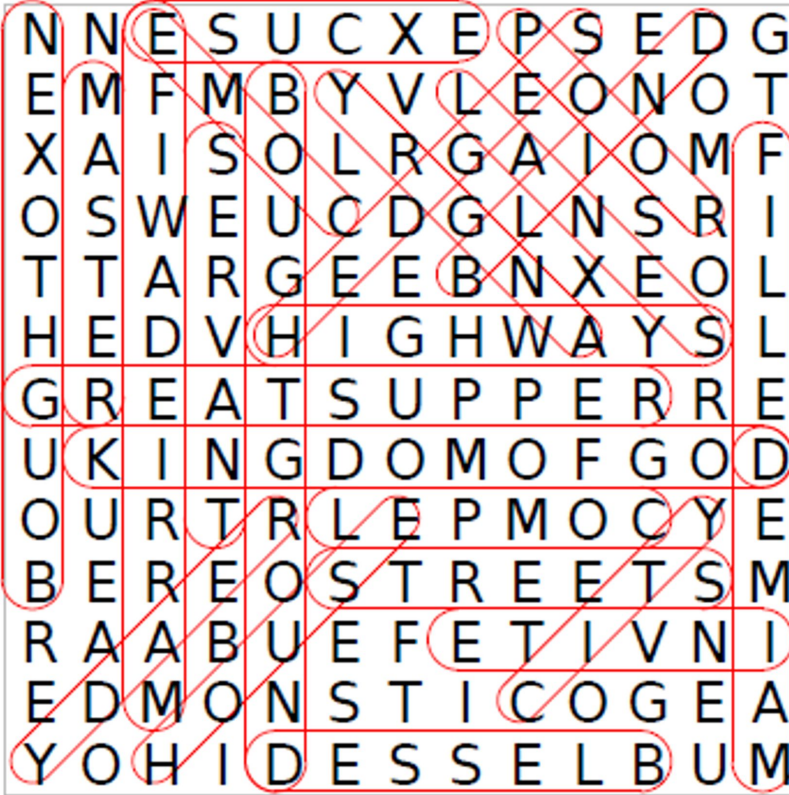 N N E S U C X E P S E D G
E M F M B Y V L E O N O T
X A I S O L R G A I O M F
O S W E U C D G L N S R I
T T A R G E E B N X E O L
H E D V H I G H W A Y S L
G R E A T S U P P E R R E
U K I N G D O M O F G O D
O U R T R L E P M O C Y E
B E R E O S T R E E T S M
R A A B U E F E T I V N I
E D M O N S T I C O G E A
Y O H I D E S S E L B U M